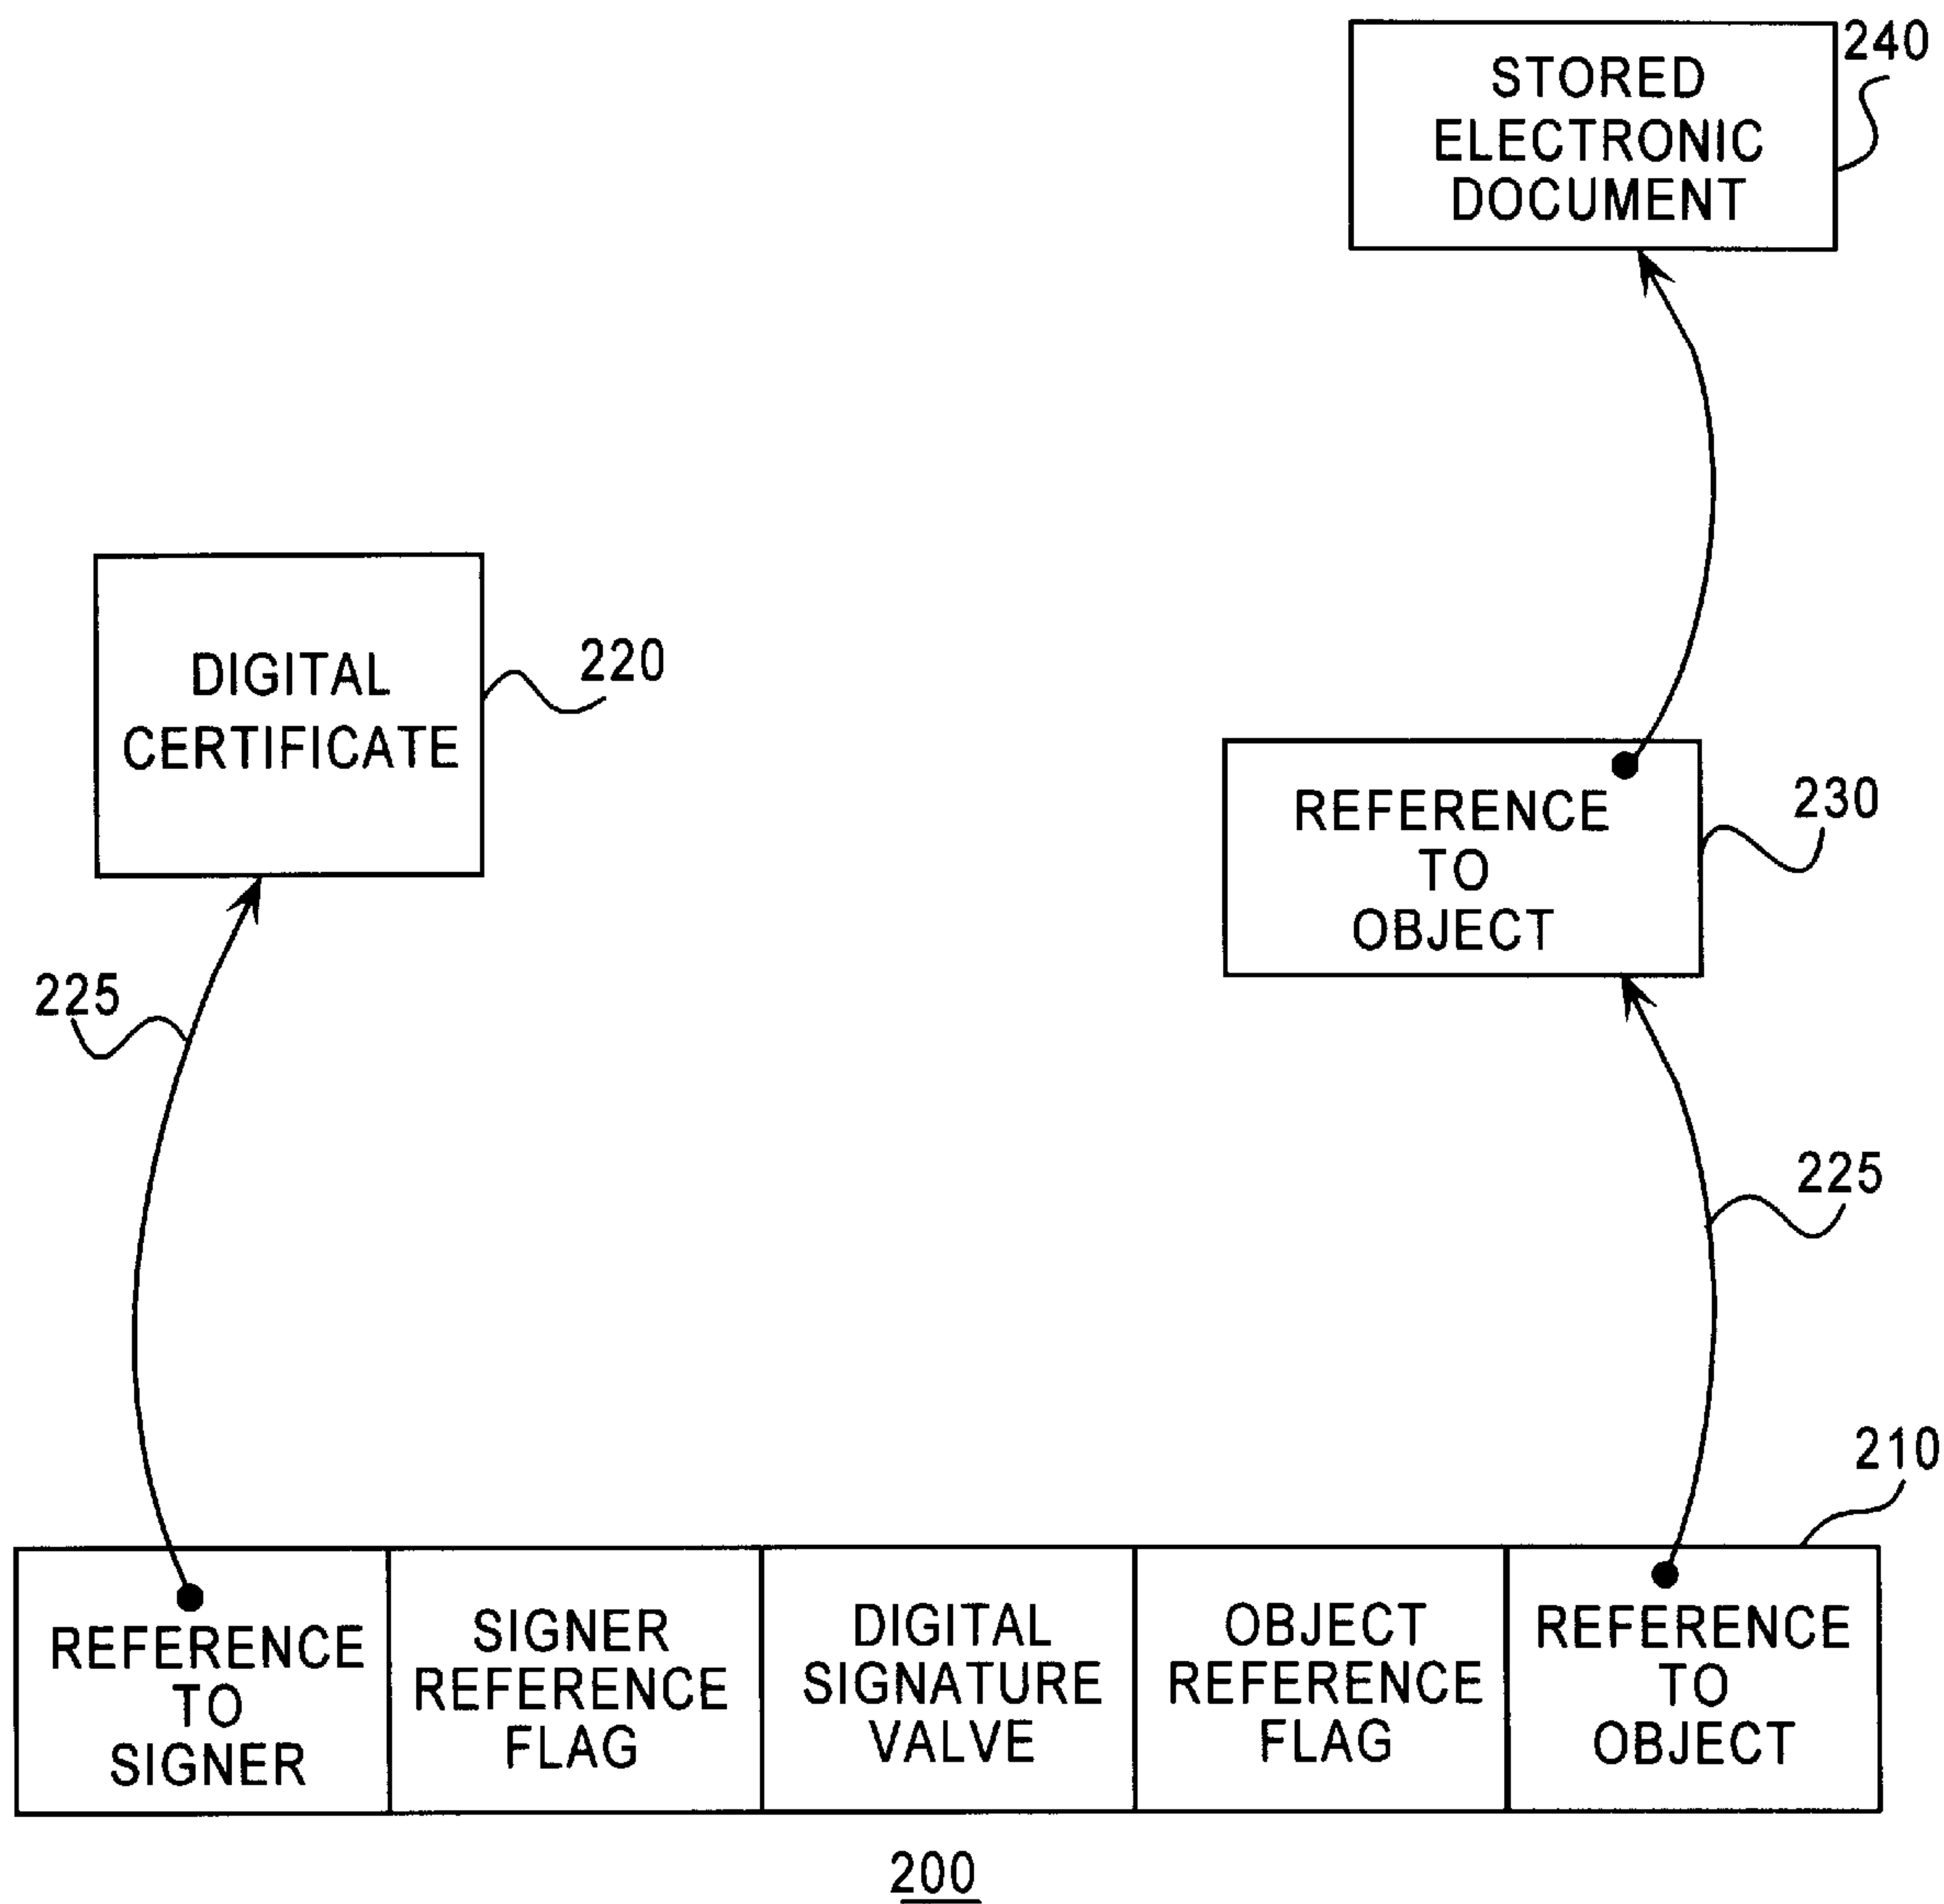 240
STORED
ELECTRONIC
DOCUMENT
220
DIGITAL
CERTIFICATE
230
REFERENCE
TO
OBJECT
225
225
210
REFERENCE
TO
SIGNER
SIGNER
REFERENCE
FLAG
DIGITAL
SIGNATURE
VALVE
OBJECT
REFERENCE
FLAG
REFERENCE
TO
OBJECT
200